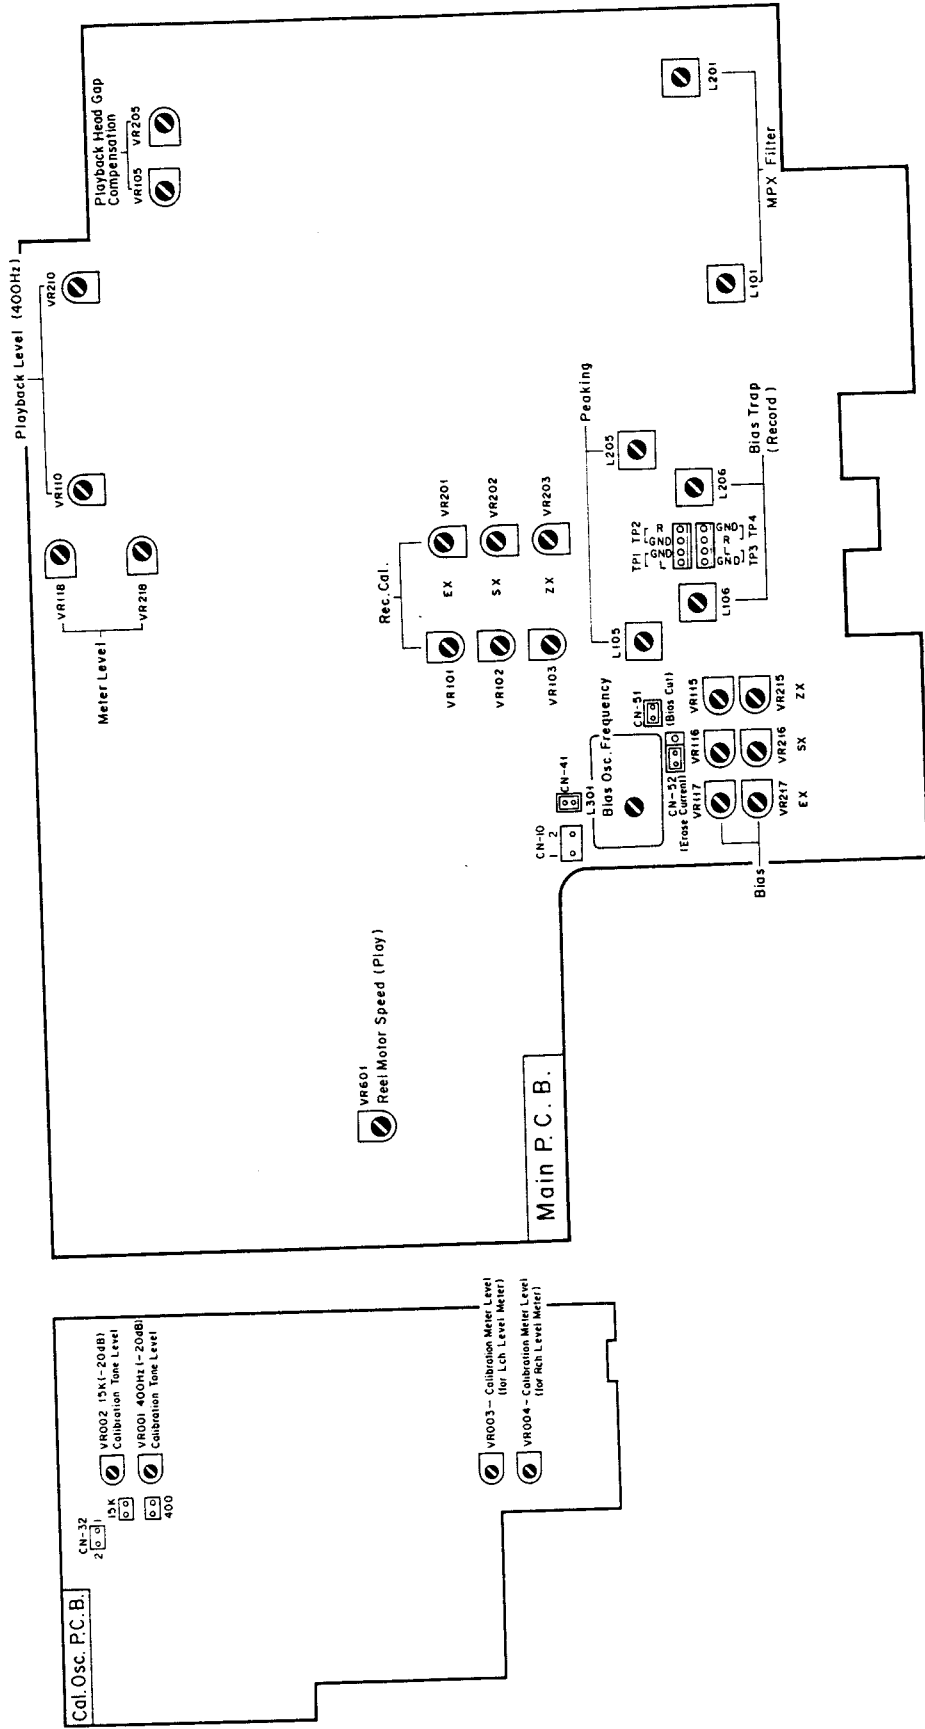 Cal. Osc. P.C.B.
CN-32
2 1
15K
400
VR002 15K(-20dB)
Calibration Tone Level
VR001 400Hz(-20dB)
Calibration Tone Level
VR003 - Calibration Meter Level
(for Lch Level Meter)
VR004 - Calibration Meter Level
(for Rch Level Meter)
Main P.C.B.
VR601
Reel Motor Speed (Play)
Playback Level (400Hz)
VR110
VR210
Meter Level
VR118
VR218
Playback Head Gap
Compensation
VR105
VR205
Rec. Cal.
VR101
EX
VR201
VR102
SX
VR202
VR103
ZX
VR203
CN-10
1 2
CN-41
L301
Bias Osc. Frequency
CN-51
(Bias Cut)
CN-52
(Erase Current)
VR117
VR116
VR115
VR217
VR216
VR215
EX
SX
ZX
Bias
Peaking
L105
L205
TP1
TP2
L
GND
GND
R
GND
L
R
GND
TP3
TP4
L106
L206
Bias Trap
(Record)
L101
L201
MPX Filter